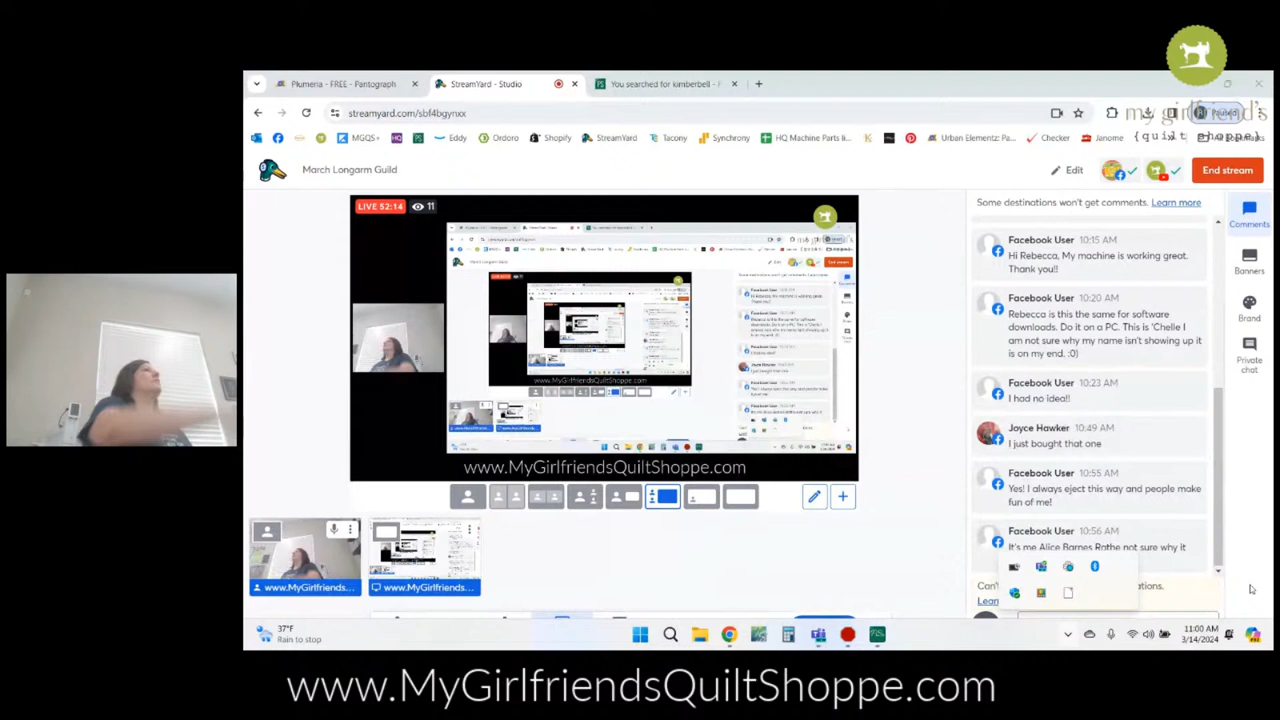 Plumeria - FREE - Pantograph
StreamYard - Studio
You searched for kimberbell - F
streamyard.com/sbf4bgynxx
Paused
my girlfriend's
{quilt shoppe}
MGQS+
Eddy
Ordoro
Shopify
StreamYard
Tacony
Synchrony
HQ Machine Parts li...
Urban Elementz: Pa...
Checker
Janome
March Longarm Guild
Edit
End stream
LIVE 52:14
11
www.MyGirlfriendsQuiltShoppe.com
www.MyGirlfriends...
www.MyGirlfriends...
Some destinations won't get comments. Learn more
Facebook User 10:15 AM
Hi Rebecca, My machine is working great.
Thank you!!
Facebook User 10:20 AM
Rebecca is this the same for software
downloads. Do it on a PC. This is 'Chelle I
am not sure why my name isn't showing up it
is on my end. :0)
Facebook User 10:23 AM
I had no idea!!
Joyce Hawker 10:49 AM
I just bought that one
Facebook User 10:55 AM
Yes! I always eject this way and people make
fun of me!
Facebook User 10:56 AM
It's me Alice Barnes Rothe not sure why it
Comments
Banners
Brand
Private
chat
37°F
Rain to stop
11:00 AM
3/14/2024
www.MyGirlfriendsQuiltShoppe.com